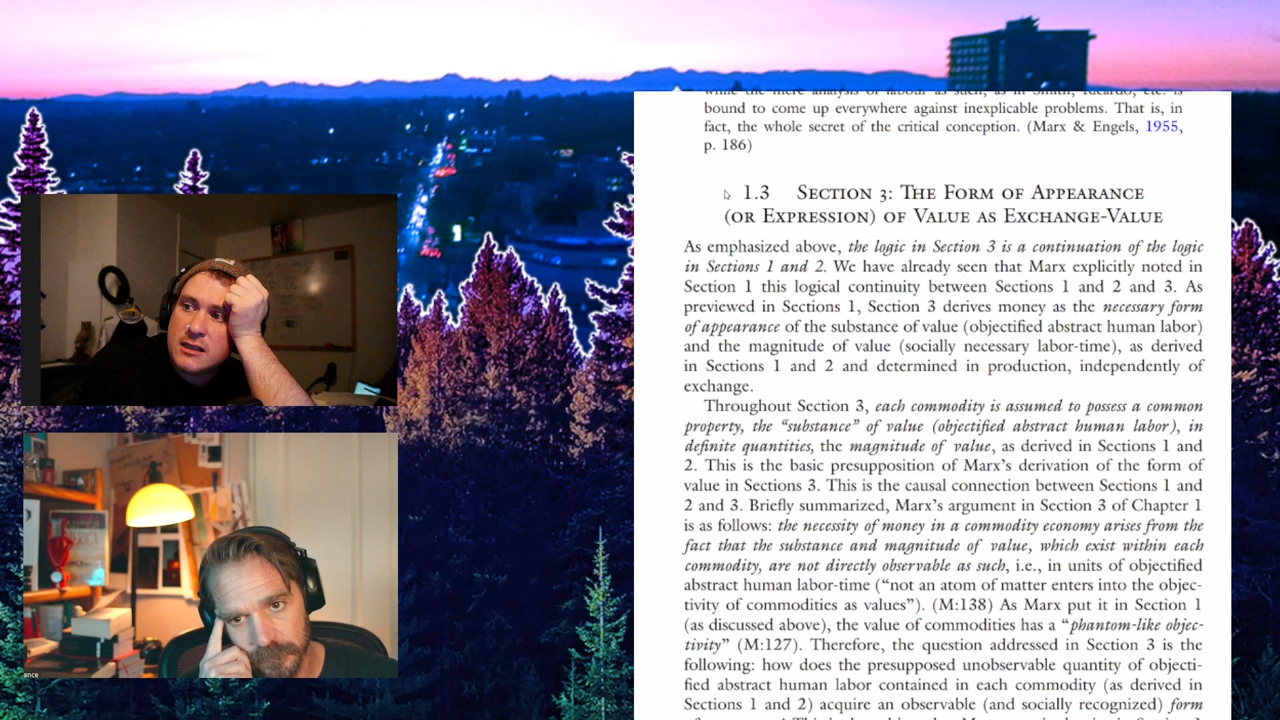 bound to come up everywhere against inexplicable problems. That is, in
fact, the whole secret of the critical conception. (Marx & Engels, 1955,
p. 186)
1.3 SECTION 3: THE FORM OF APPEARANCE
(OR EXPRESSION) OF VALUE AS EXCHANGE-VALUE
As emphasized above, the logic in Section 3 is a continuation of the logic
in Sections 1 and 2. We have already seen that Marx explicitly noted in
Section 1 this logical continuity between Sections 1 and 2 and 3. As
previewed in Sections 1, Section 3 derives money as the necessary form
of appearance of the substance of value (objectified abstract human labor)
and the magnitude of value (socially necessary labor-time), as derived
in Sections 1 and 2 and determined in production, independently of
exchange.
Throughout Section 3, each commodity is assumed to possess a common
property, the “substance” of value (objectified abstract human labor), in
definite quantities, the magnitude of value, as derived in Sections 1 and
2. This is the basic presupposition of Marx’s derivation of the form of
value in Sections 3. This is the causal connection between Sections 1 and
2 and 3. Briefly summarized, Marx’s argument in Section 3 of Chapter 1
is as follows: the necessity of money in a commodity economy arises from the
fact that the substance and magnitude of value, which exist within each
commodity, are not directly observable as such, i.e., in units of objectified
abstract human labor-time (“not an atom of matter enters into the objec-
tivity of commodities as values”). (M:138) As Marx put it in Section 1
(as discussed above), the value of commodities has a “phantom-like objec-
tivity” (M:127). Therefore, the question addressed in Section 3 is the
following: how does the presupposed unobservable quantity of objecti-
fied abstract human labor contained in each commodity (as derived in
Sections 1 and 2) acquire an observable (and socially recognized) form
ance